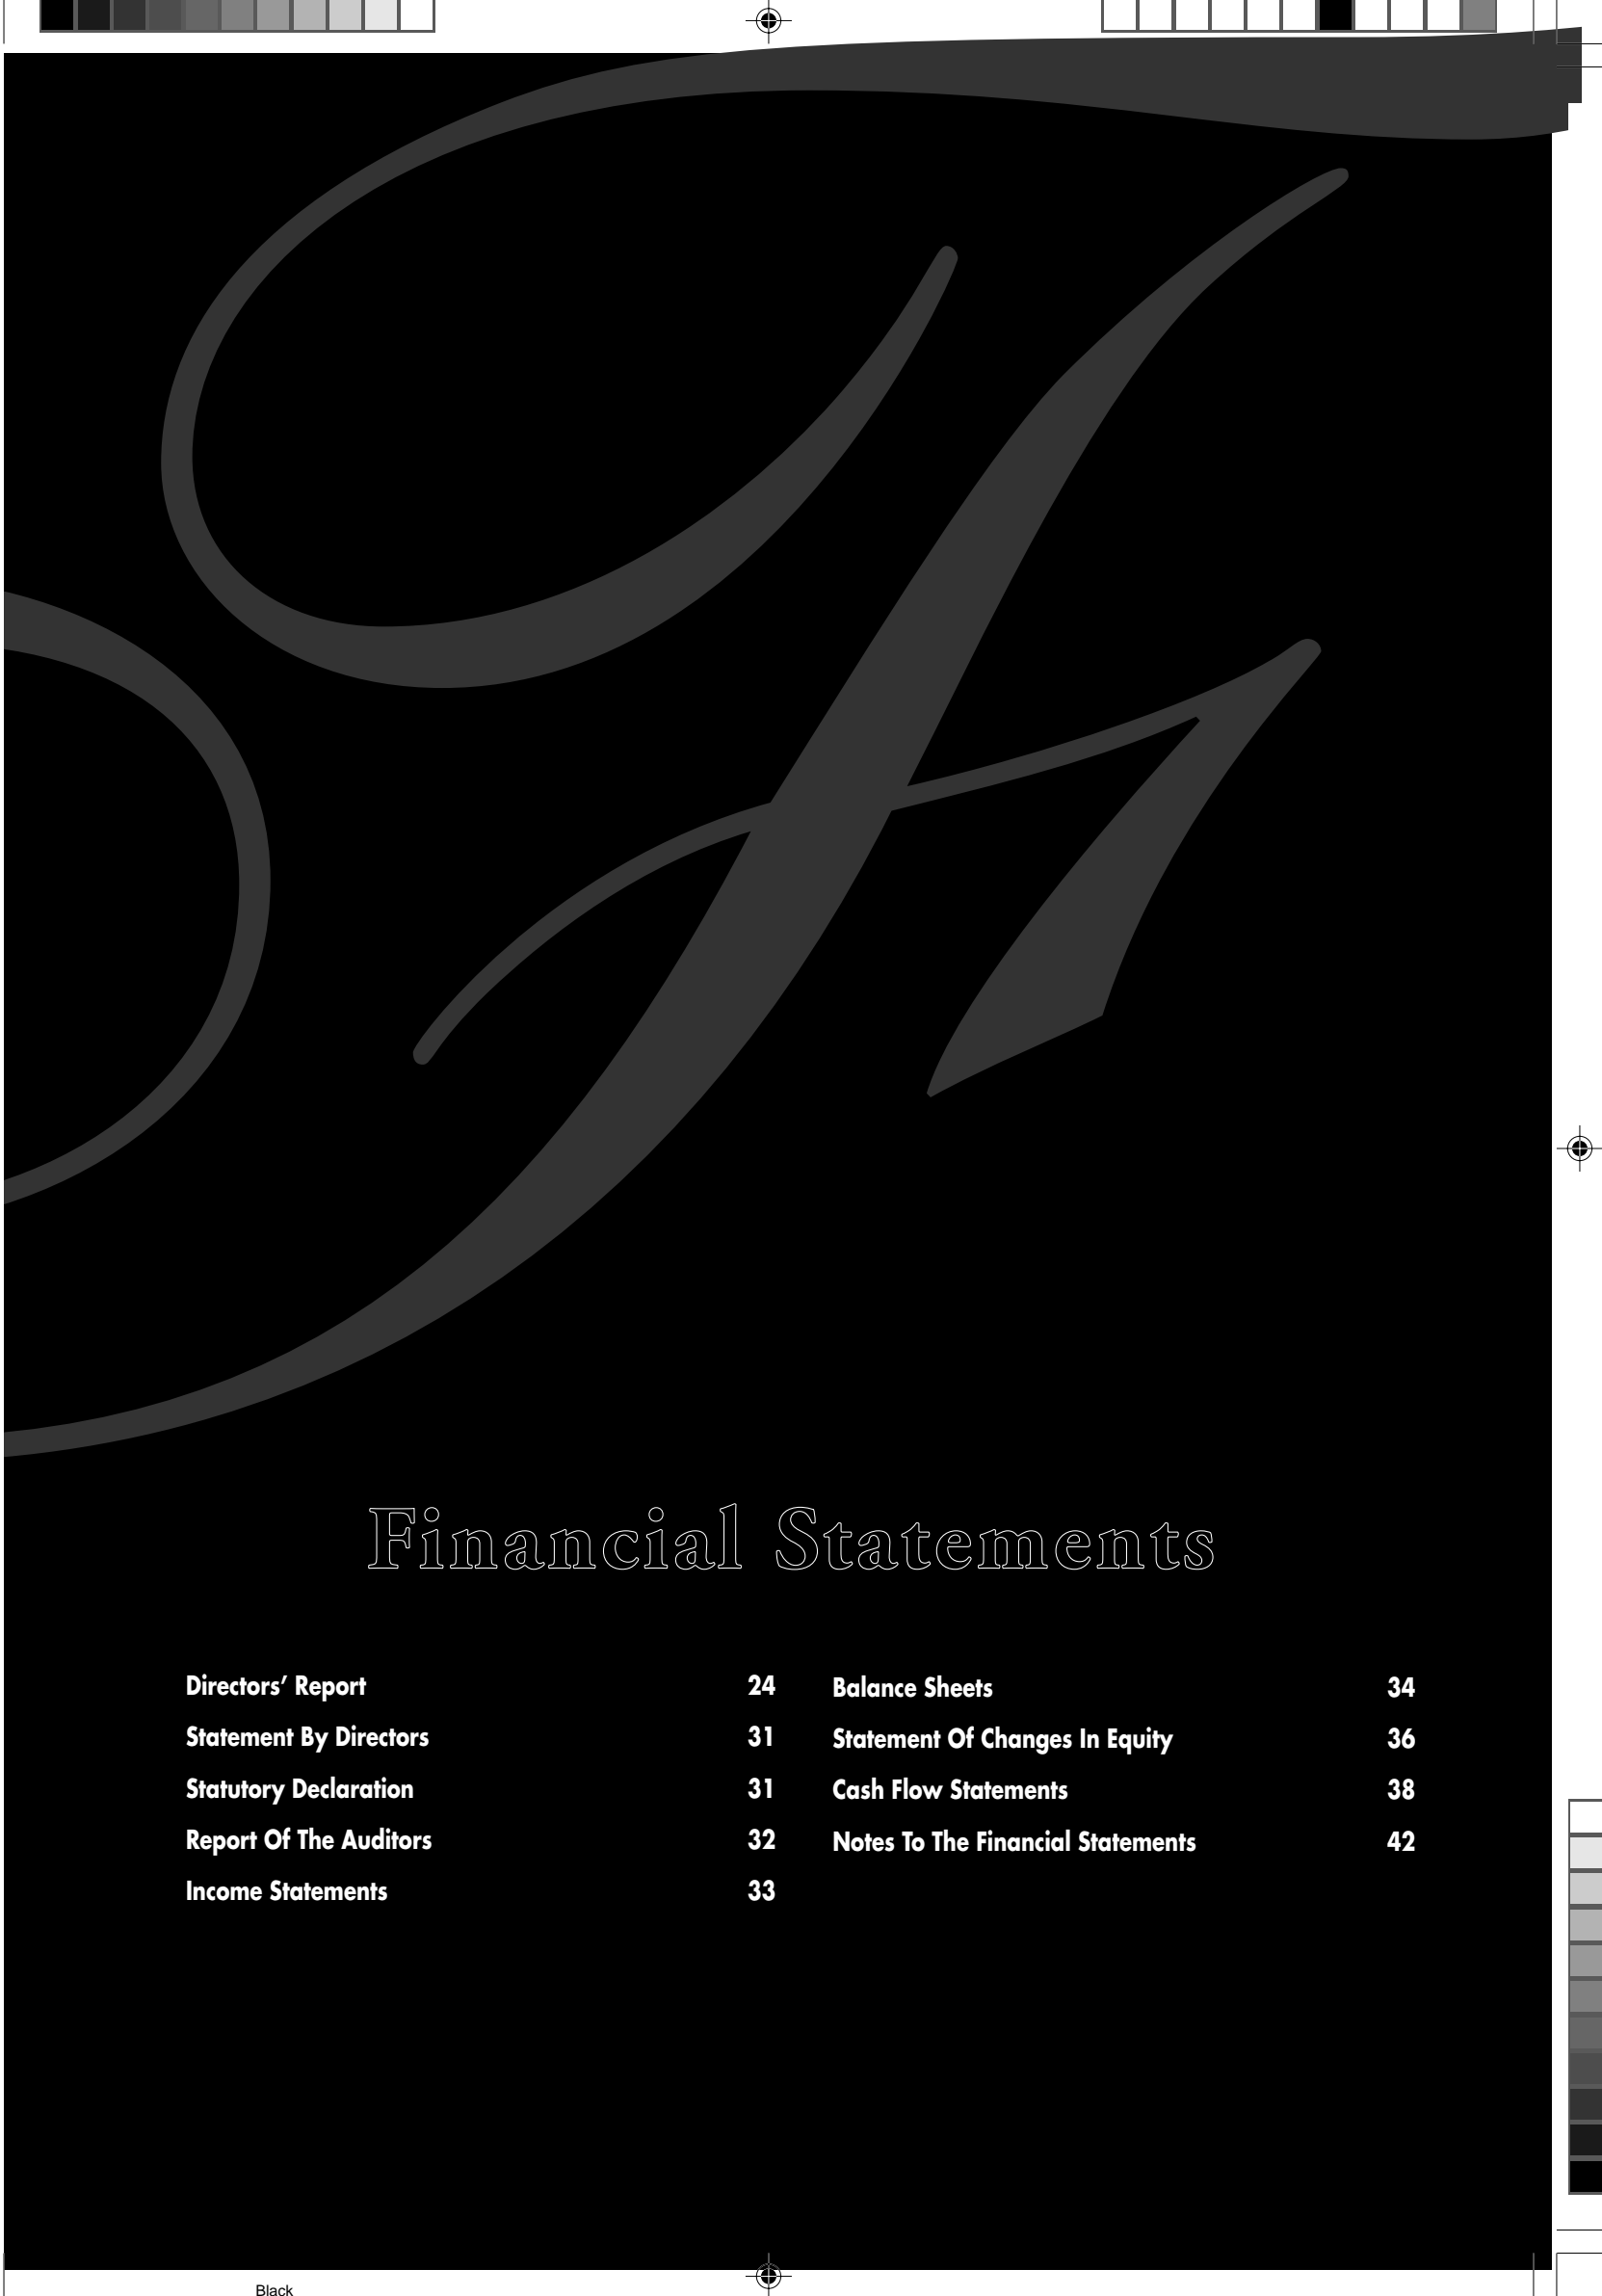 Financial Statements
Directors’ Report 24
Statement By Directors 31
Statutory Declaration 31
Report Of The Auditors 32
Income Statements 33
Balance Sheets 34
Statement Of Changes In Equity 36
Cash Flow Statements 38
Notes To The Financial Statements 42
Black